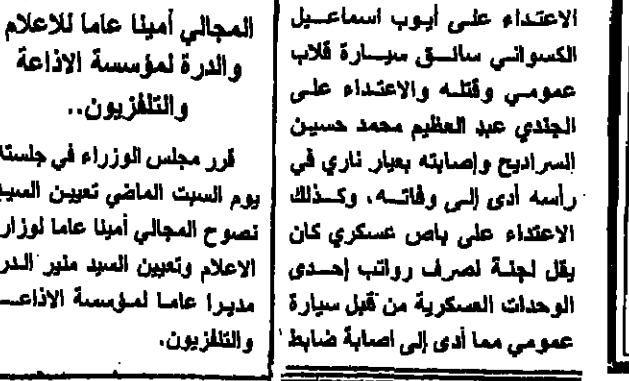 الاعتداء على أيوب اسماعيل
الكسواني سائق سيارة قلاب
عمومي وقتله والاعتداء على
الجندي عبد العظيم محمد حسين
السراديح وإصابته بعيار ناري في
رأسه أدى إلى وفاته، وكذلك
الاعتداء على باص عسكري كان
يقل لجنة لصرف رواتب إحدى
الوحدات العسكرية من قبل سيارة
عمومي مما أدى إلى اصابة ضابط
المجالي أمينا عاما للاعلام
والدرة لمؤسسة الاذاعة
والتلفزيون..
قرر مجلس الوزراء في جلسته
يوم السبت الماضي تعيين السيد
نصوح المجالي أمينا عاما لوزار
الاعلام وتعيين السيد منير الدر
مديرا عاما لمؤسسة الاذاعـ
والتلفزيون.